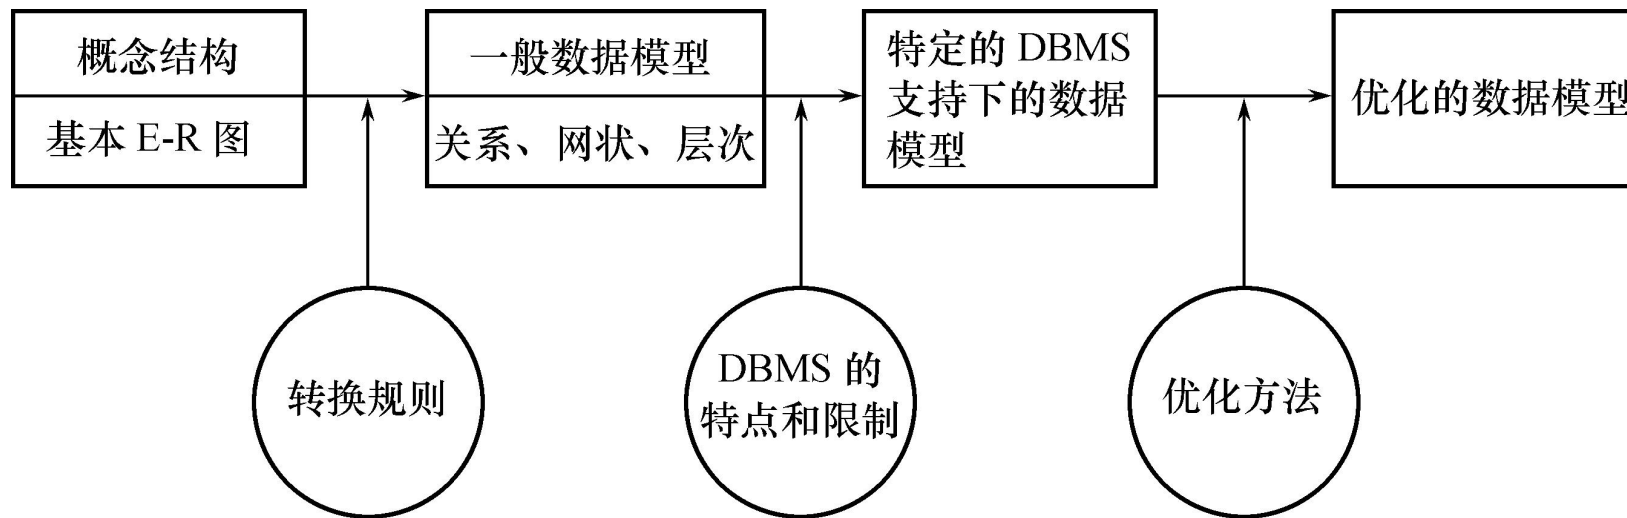 概念结构
基本 E-R 图
一般数据模型
关系、网状、层次
特定的 DBMS
支持下的数据
模型
优化的数据模型
转换规则
DBMS 的
特点和限制
优化方法